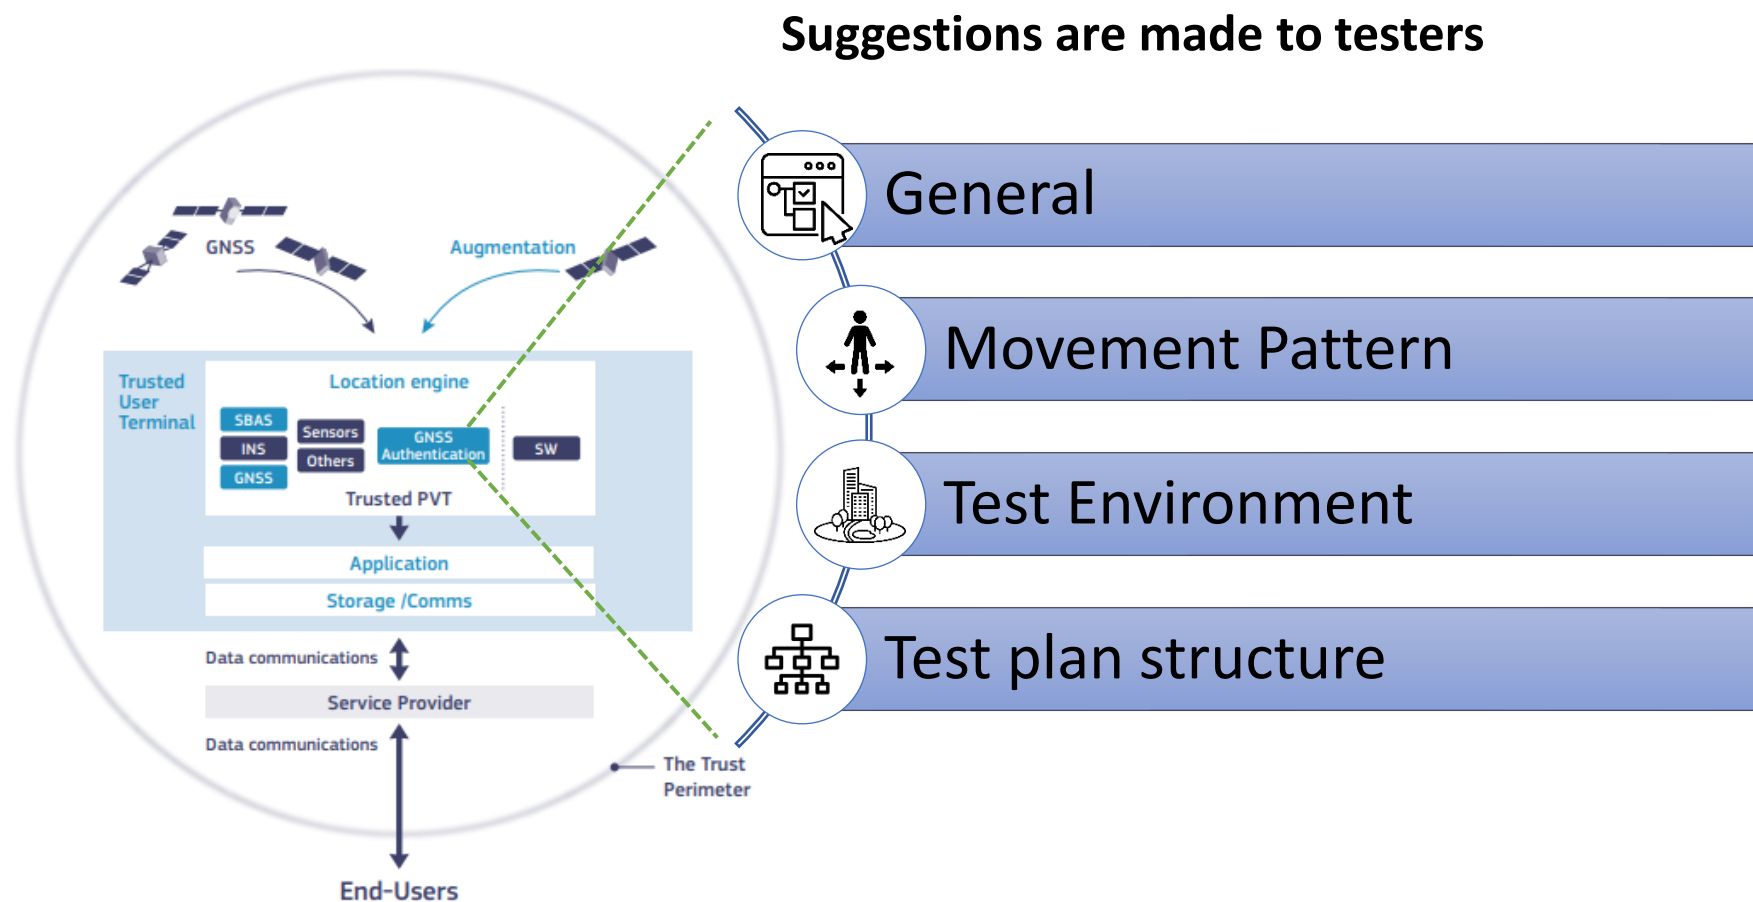 Suggestions are made to testers
GNSS
Augmentation
Trusted
User
Terminal
Location engine
SBAS
INS
GNSS
Sensors
Others
GNSS
Authentication
SW
Trusted PVT
Application
Storage /Comms
Data communications
Service Provider
Data communications
The Trust
Perimeter
End-Users
General
Movement Pattern
Test Environment
Test plan structure